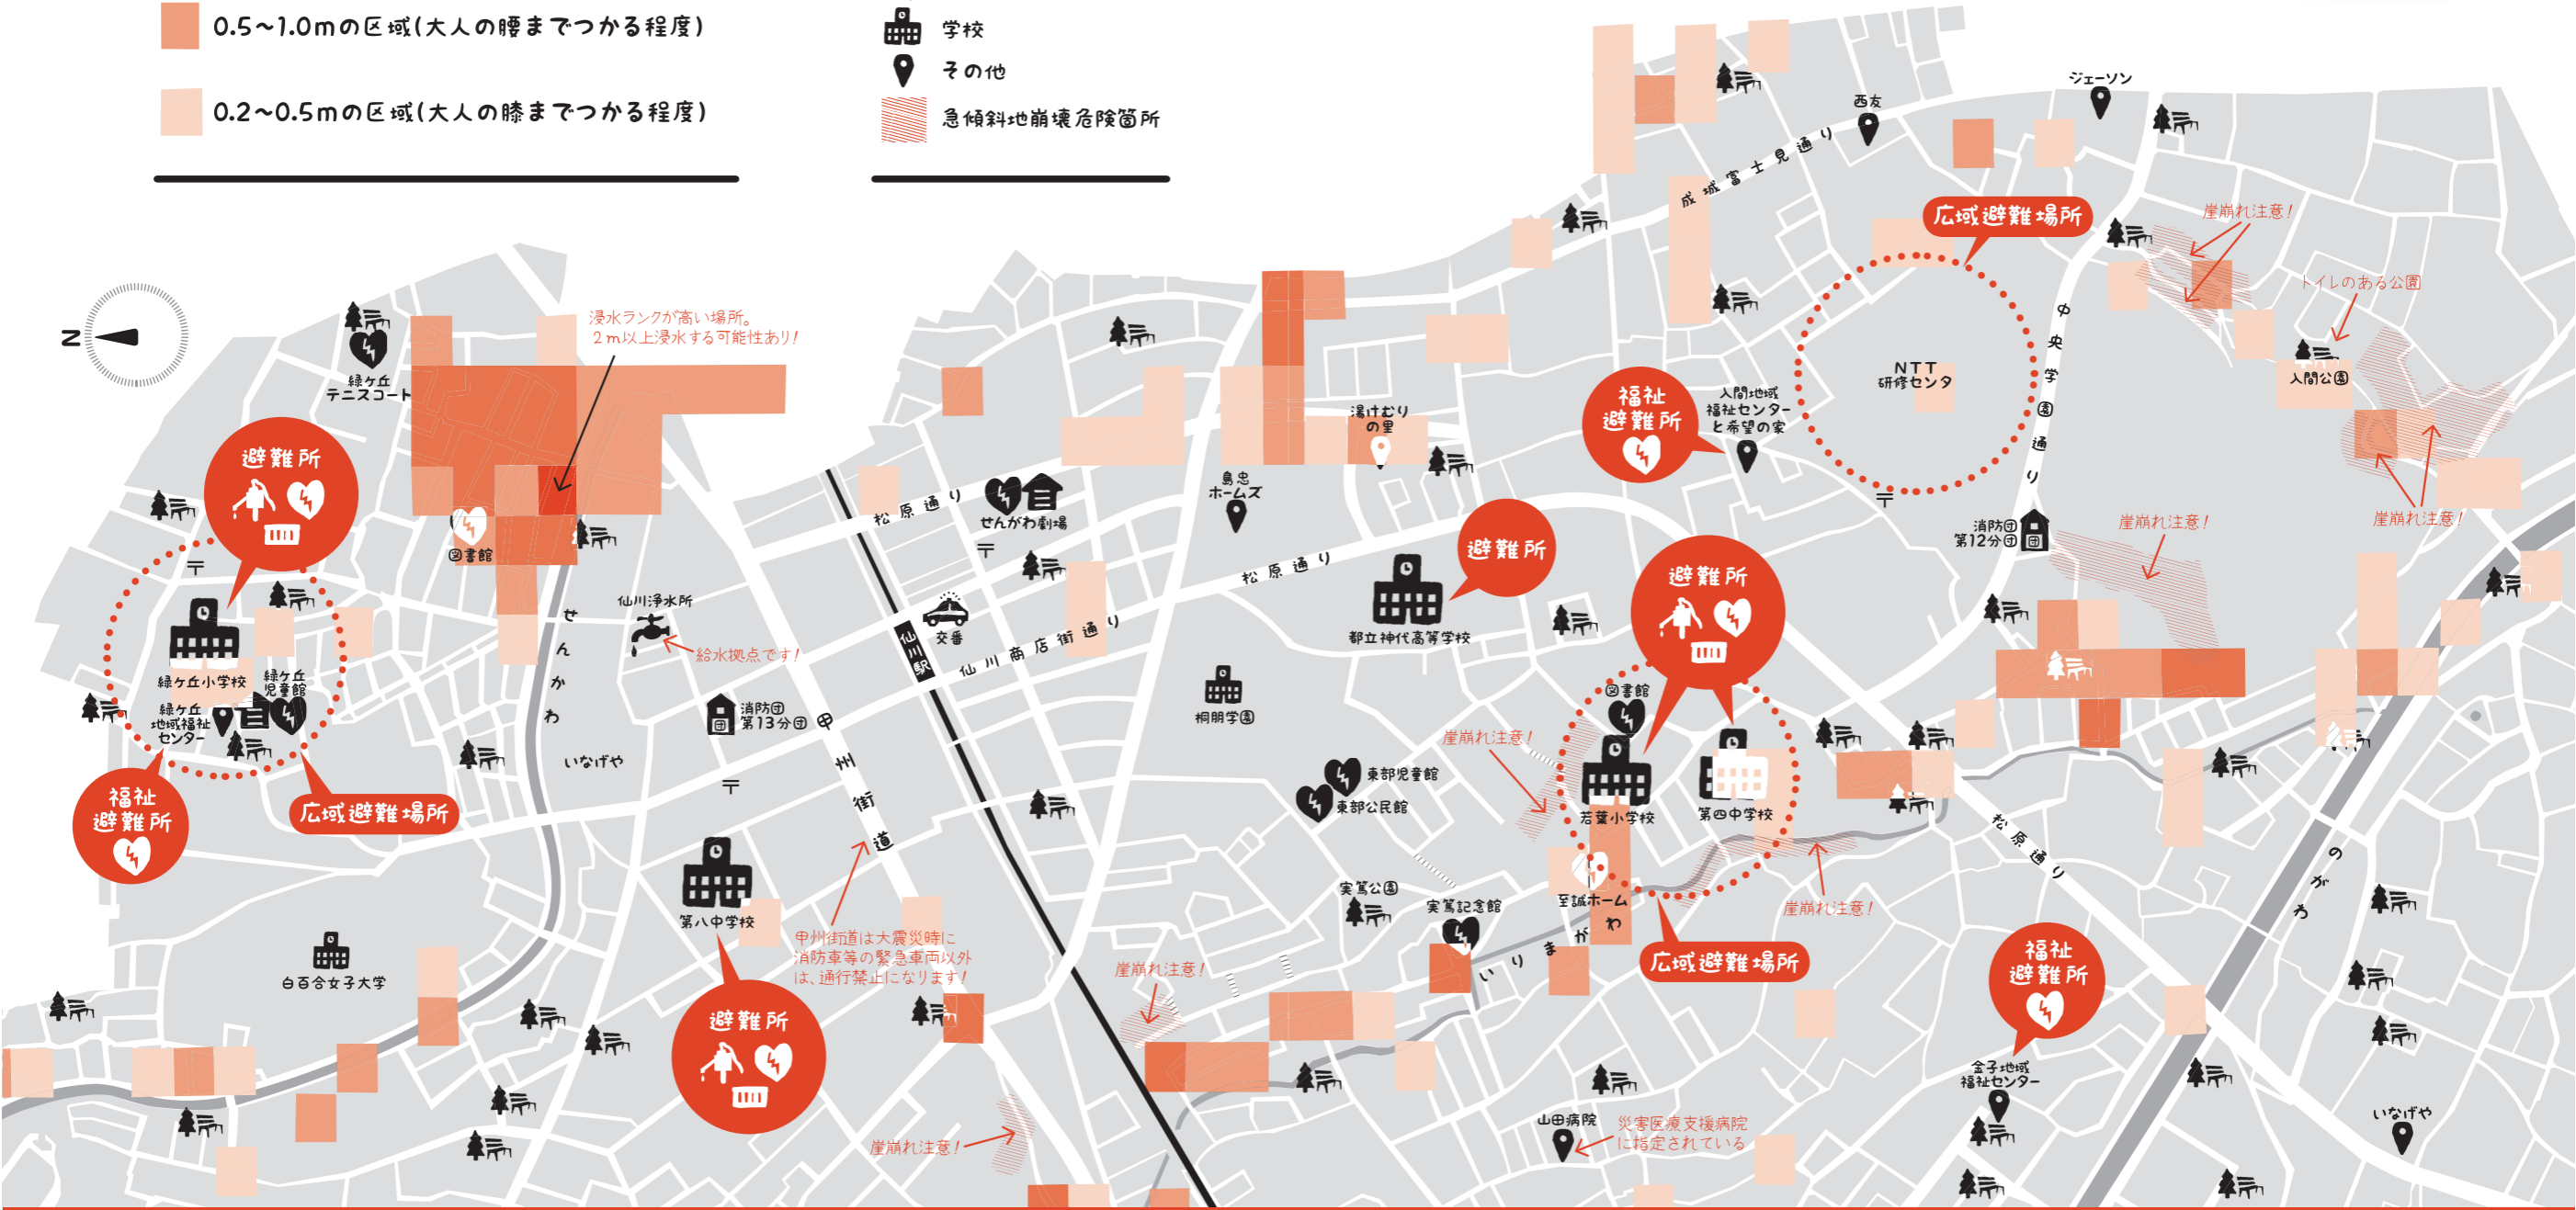 0.5〜1.0mの区域(大人の腰までつかる程度)
0.2〜0.5mの区域(大人の膝までつかる程度)
学校
その他
急傾斜地崩壊危険箇所
N
緑ヶ丘
テニスコート
浸水ランクが高い場所。
2m以上浸水する可能性あり!
避難所
図書館
緑ヶ丘小学校
緑ヶ丘
児童館
緑ヶ丘
地域福祉
センター
福祉
避難所
広域避難場所
せんかわ
いなげや
仙川浄水所
給水拠点です!
消防団
第13分団
団
甲州街道
第八中学校
甲州街道は大震災時に
消防車等の緊急車両以外
は、通行禁止になります!
避難所
白百合女子大学
崖崩れ注意!
松原通り
せんがわ劇場
交番
仙川駅
仙川商店街通り
島忠
ホームズ
湯けむり
の里
松原通り
都立神代高等学校
避難所
桐朋学園
東部児童館
東部公民館
実篤公園
実篤記念館
崖崩れ注意!
崖崩れ注意!
図書館
避難所
若葉小学校
第四中学校
至誠ホーム
いりまがわ
広域避難場所
崖崩れ注意!
山田病院
災害医療支援病院
に指定されている
成城富士見通り
西友
ジェーソン
広域避難場所
NTT
研修センタ
福祉
避難所
入間地域
福祉センター
と希望の家
中央学園通り
崖崩れ注意!
トイレのある公園
入間公園
崖崩れ注意!
消防団
第12分団
団
崖崩れ注意!
松原通り
のがわ
福祉
避難所
金子地域
福祉センター
いなげや